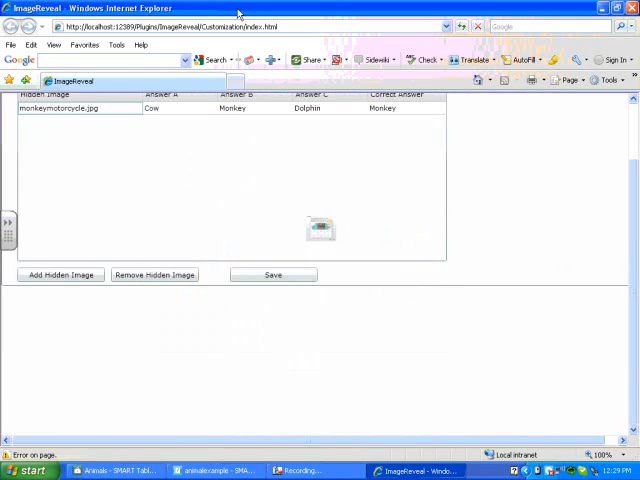 ImageReveal - Windows Internet Explorer
http://localhost:12389/Plugins/ImageReveal/Customization/index.html
Google
File Edit View Favorites Tools Help
Google Search Share Sidewiki Check Translate AutoFill Sign In
ImageReveal Page Tools
Hidden Image Answer A Answer B Answer C Correct Answer
monkeymotorcycle.jpg Cow Monkey Dolphin Monkey
Add Hidden Image Remove Hidden Image Save
Error on page. Local intranet 100%
start Animals - SMART Tabl... animalexample - SMA... Recording... ImageReveal - Windo... 12:29 PM